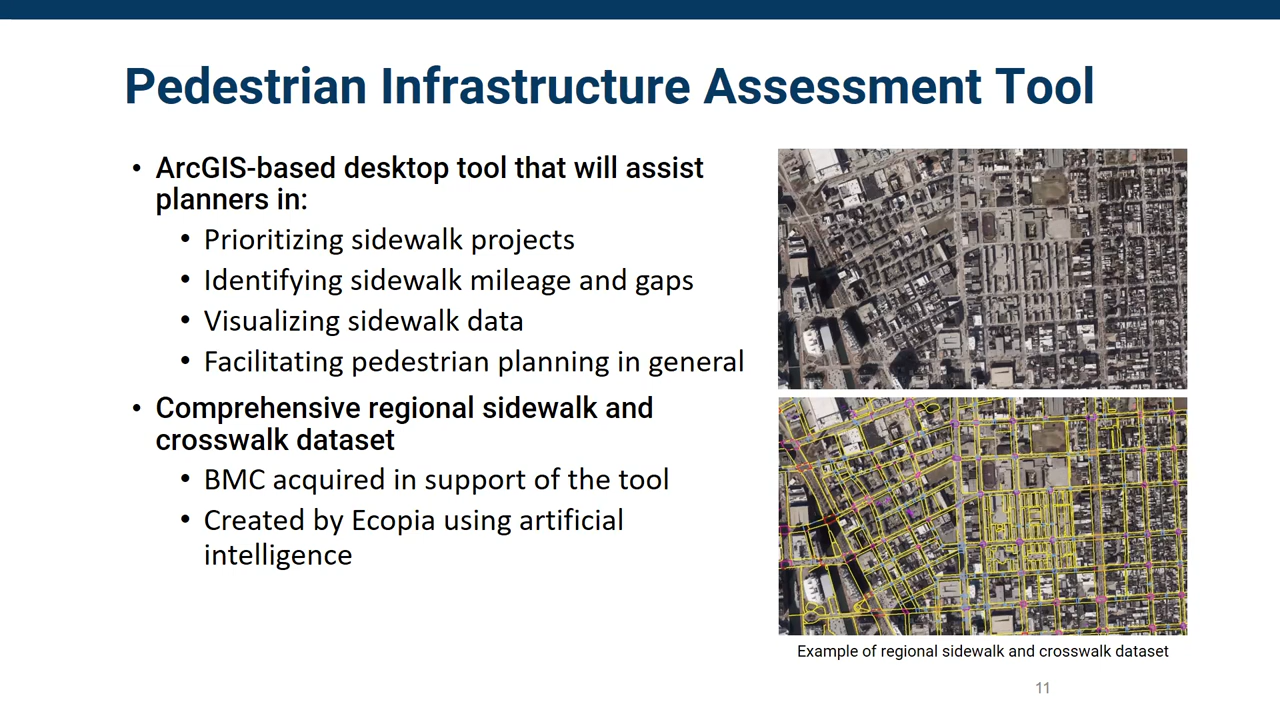 Pedestrian Infrastructure Assessment Tool
• ArcGIS-based desktop tool that will assist
planners in:
• Prioritizing sidewalk projects
• Identifying sidewalk mileage and gaps
• Visualizing sidewalk data
• Facilitating pedestrian planning in general
• Comprehensive regional sidewalk and
crosswalk dataset
• BMC acquired in support of the tool
• Created by Ecopia using artificial
intelligence
Example of regional sidewalk and crosswalk dataset
11